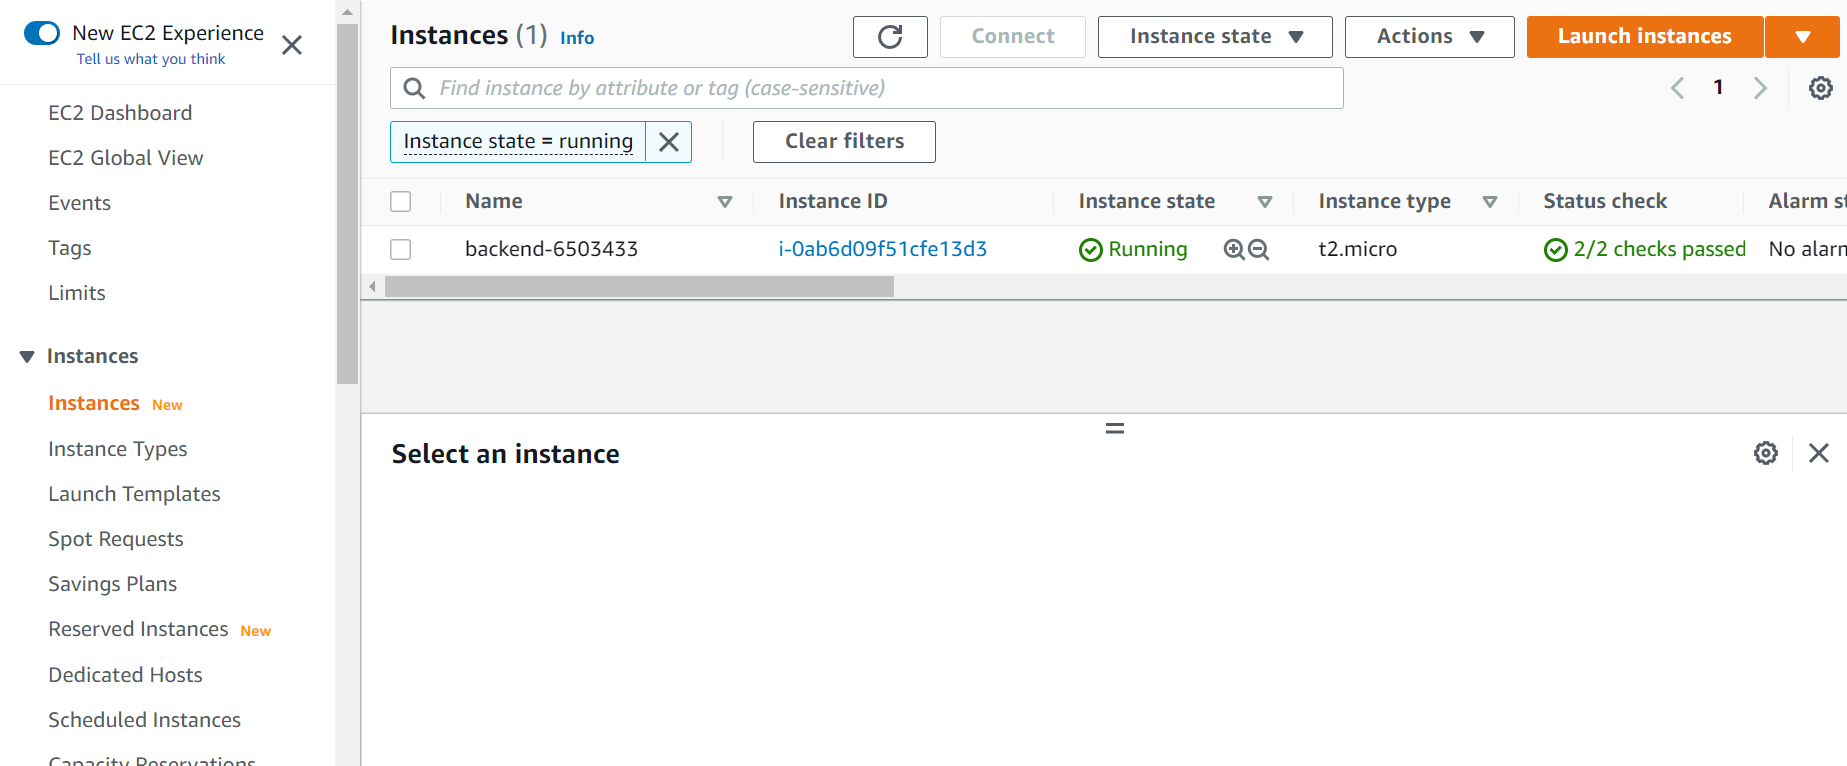 New EC2 Experience
Tell us what you think
EC2 Dashboard
EC2 Global View
Events
Tags
Limits
Instances
Instances New
Instance Types
Launch Templates
Spot Requests
Savings Plans
Reserved Instances New
Dedicated Hosts
Scheduled Instances
Capacity Reservations
Instances (1) Info
Connect Instance state Actions Launch instances
Find instance by attribute or tag (case-sensitive)
1
Instance state = running
Clear filters
Name Instance ID Instance state Instance type Status check Alarm st
backend-6503433 i-0ab6d09f51cfe13d3 Running t2.micro 2/2 checks passed No alarm
Select an instance